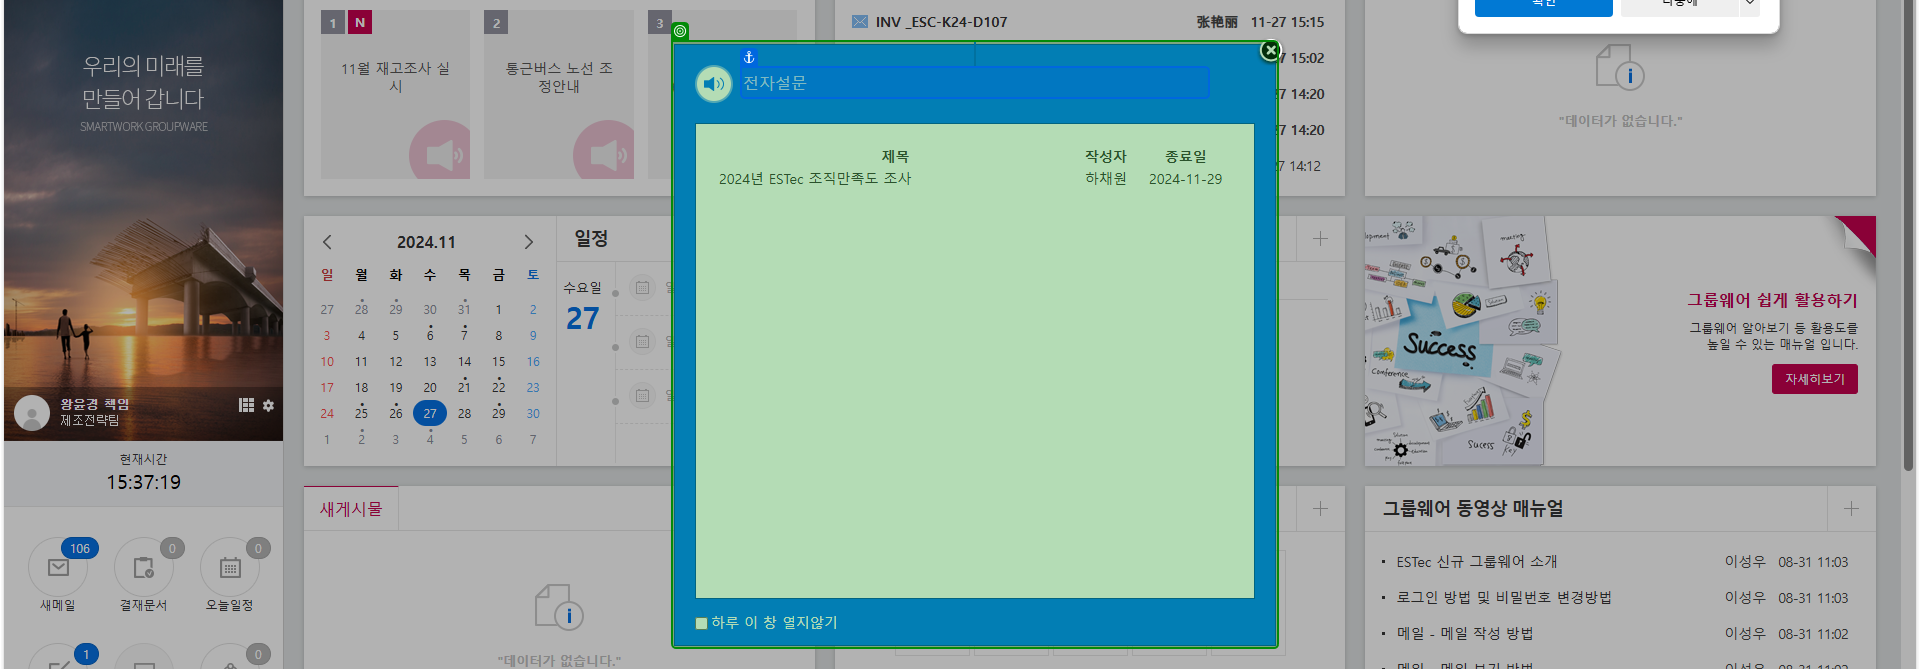 우리의 미래를
만들어 갑니다
SMARTWORK GROUPWARE
왕윤경 책임
제조전략팀
현재시간
15:37:19
106
새메일
0
결재문서
0
오늘일정
1
0
1 N
11월 재고조사 실
시
2
통근버스 노선 조
정안내
3
INV _ESC-K24-D107 张艳丽 11-27 15:15
7 15:02
7 14:20
7 14:20
27 14:12
확인
"데이터가 없습니다."
2024.11
일 월 화 수 목 금 토
27 28 29 30 31 1 2
3 4 5 6 7 8 9
10 11 12 13 14 15 16
17 18 19 20 21 22 23
24 25 26 27 28 29 30
1 2 3 4 5 6 7
일정
수요일
27
전자설문
제목 작성자 종료일
2024년 ESTec 조직만족도 조사 하채원 2024-11-29
하루 이 창 열지않기
Success
Conference
Sucess
그룹웨어 쉽게 활용하기
그룹웨어 알아보기 등 활용도를
높일 수 있는 매뉴얼 입니다.
자세히보기
새게시물
"데이터가 없습니다."
그룹웨어 동영상 매뉴얼
ESTec 신규 그룹웨어 소개 이성우 08-31 11:03
로그인 방법 및 비밀번호 변경방법 이성우 08-31 11:03
메일 - 메일 작성 방법 이성우 08-31 11:02